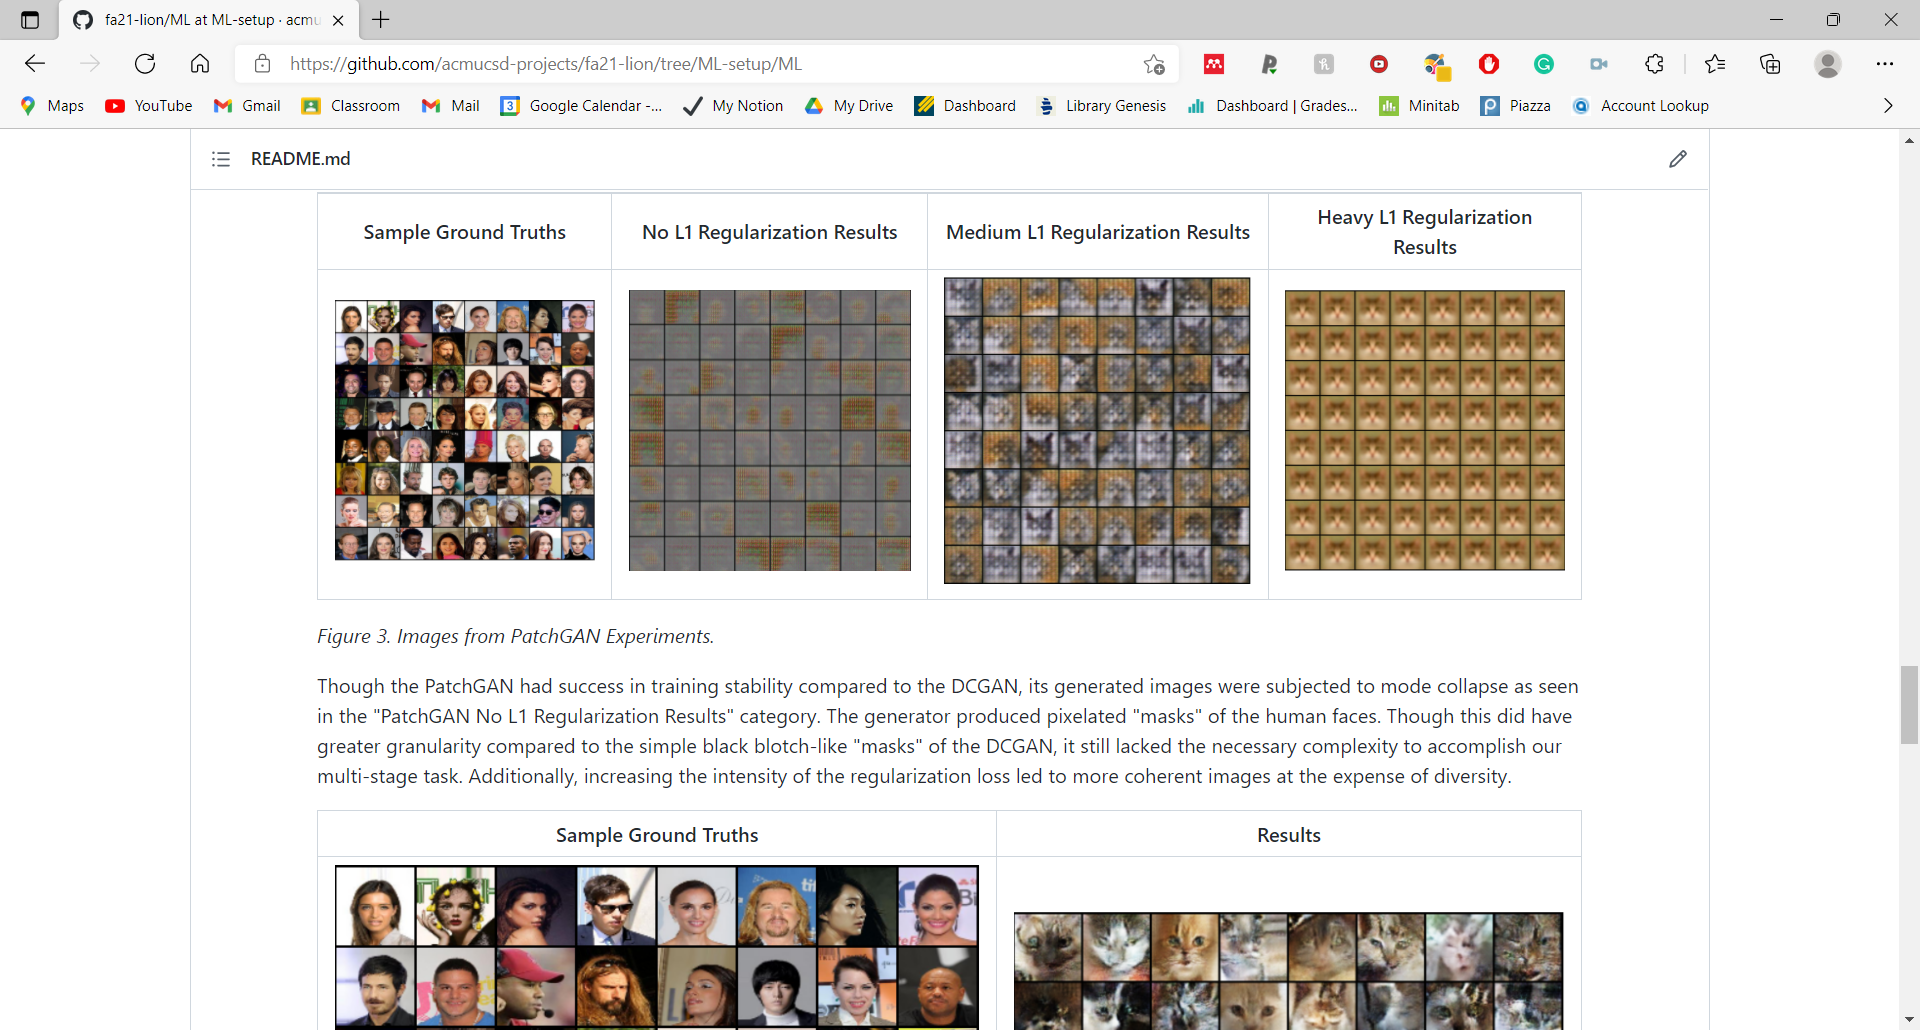 fa21-lion/ML at ML-setup · acmu
https://github.com/acmucsd-projects/fa21-lion/tree/ML-setup/ML
Maps YouTube Gmail Classroom Mail 3 Google Calendar -... My Notion My Drive Dashboard Library Genesis Dashboard | Grades... Minitab Piazza Account Lookup
README.md
Sample Ground Truths
No L1 Regularization Results
Medium L1 Regularization Results
Heavy L1 Regularization
Results
Figure 3. Images from PatchGAN Experiments.
Though the PatchGAN had success in training stability compared to the DCGAN, its generated images were subjected to mode collapse as seen
in the "PatchGAN No L1 Regularization Results" category. The generator produced pixelated "masks" of the human faces. Though this did have
greater granularity compared to the simple black blotch-like "masks" of the DCGAN, it still lacked the necessary complexity to accomplish our
multi-stage task. Additionally, increasing the intensity of the regularization loss led to more coherent images at the expense of diversity.
Sample Ground Truths
Results